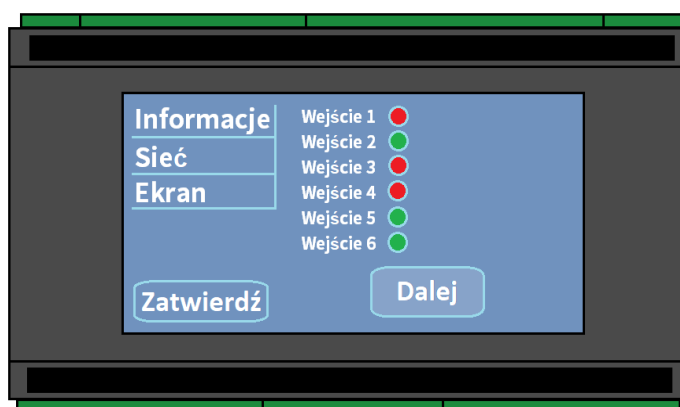 Informacje
Sieć
Ekran
Wejście 1
Wejście 2
Wejście 3
Wejście 4
Wejście 5
Wejście 6
Zatwierdź
Dalej